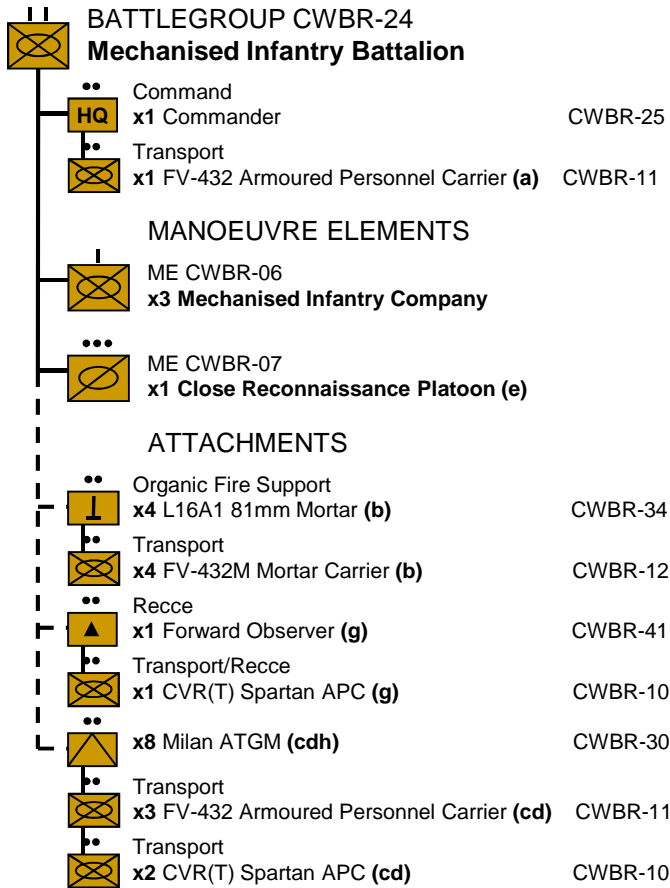 BATTLEGROUP CWBR-24
Mechanised Infantry Battalion
Command
HQ x1 Commander CWBR-25
Transport
x1 FV-432 Armoured Personnel Carrier (a) CWBR-11
MANOEUVRE ELEMENTS
ME CWBR-06
x3 Mechanised Infantry Company
ME CWBR-07
x1 Close Reconnaissance Platoon (e)
ATTACHMENTS
Organic Fire Support
x4 L16A1 81mm Mortar (b) CWBR-34
Transport
x4 FV-432M Mortar Carrier (b) CWBR-12
Recce
x1 Forward Observer (g) CWBR-41
Transport/Recce
x1 CVR(T) Spartan APC (g) CWBR-10
x8 Milan ATGM (cdh) CWBR-30
Transport
x3 FV-432 Armoured Personnel Carrier (cd) CWBR-11
Transport
x2 CVR(T) Spartan APC (cd) CWBR-10